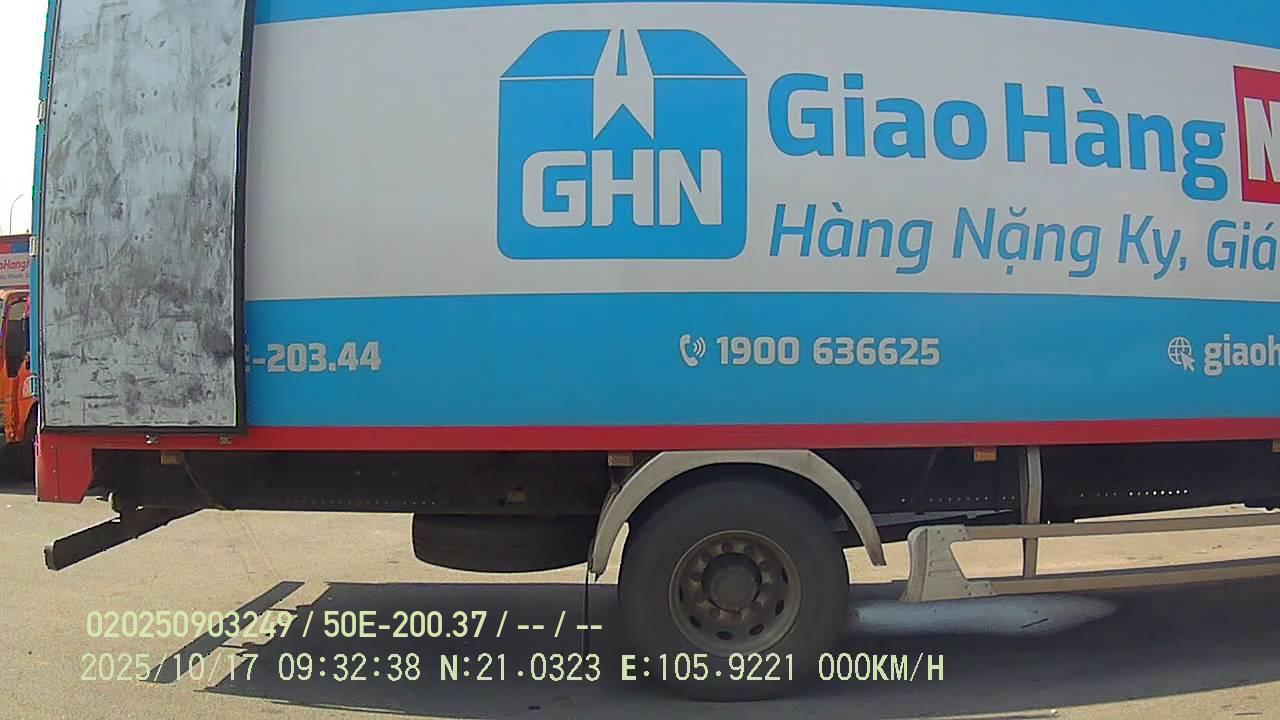 GHN
Giao Hàng N
Hàng Nặng Ky, Giá
-203.44
1900 636625
giaoh
020250903249 / 50E-200.37 / -- / --
2025/10/17 09:32:38 N:21.0323 E:105.9221 000KM/H